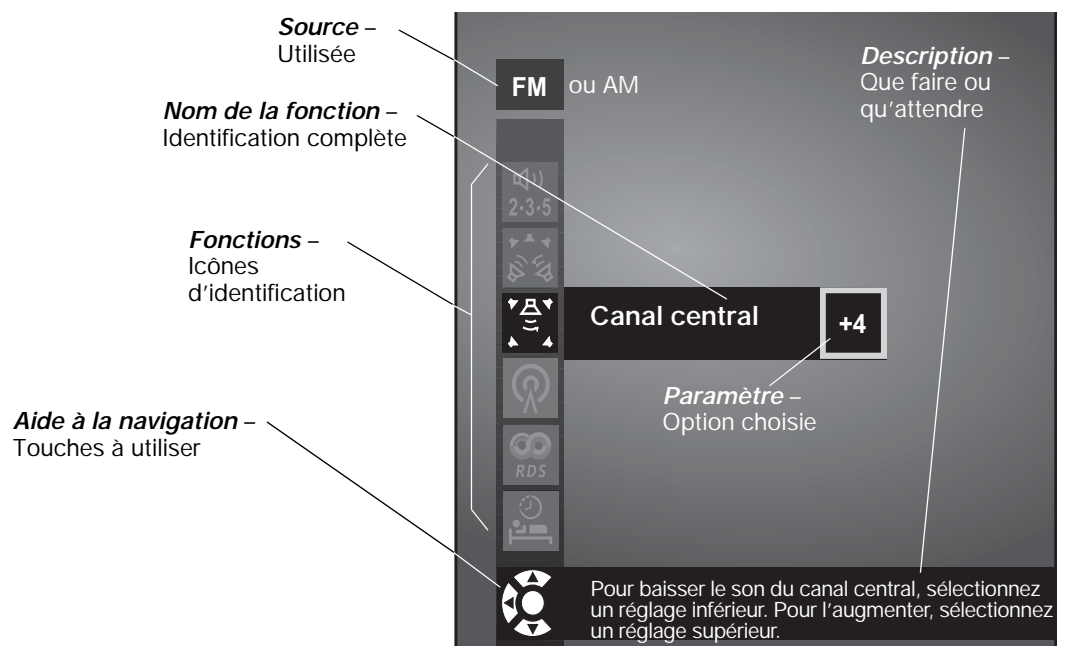 Source –
Utilisée
FM ou AM
Description –
Que faire ou
qu'attendre
Nom de la fonction –
Identification complète
2•3•5
Fonctions –
Icônes
d'identification
Canal central
+4
Paramètre –
Option choisie
Aide à la navigation –
Touches à utiliser
RDS
Pour baisser le son du canal central, sélectionnez
un réglage inférieur. Pour l'augmenter, sélectionnez
un réglage supérieur.